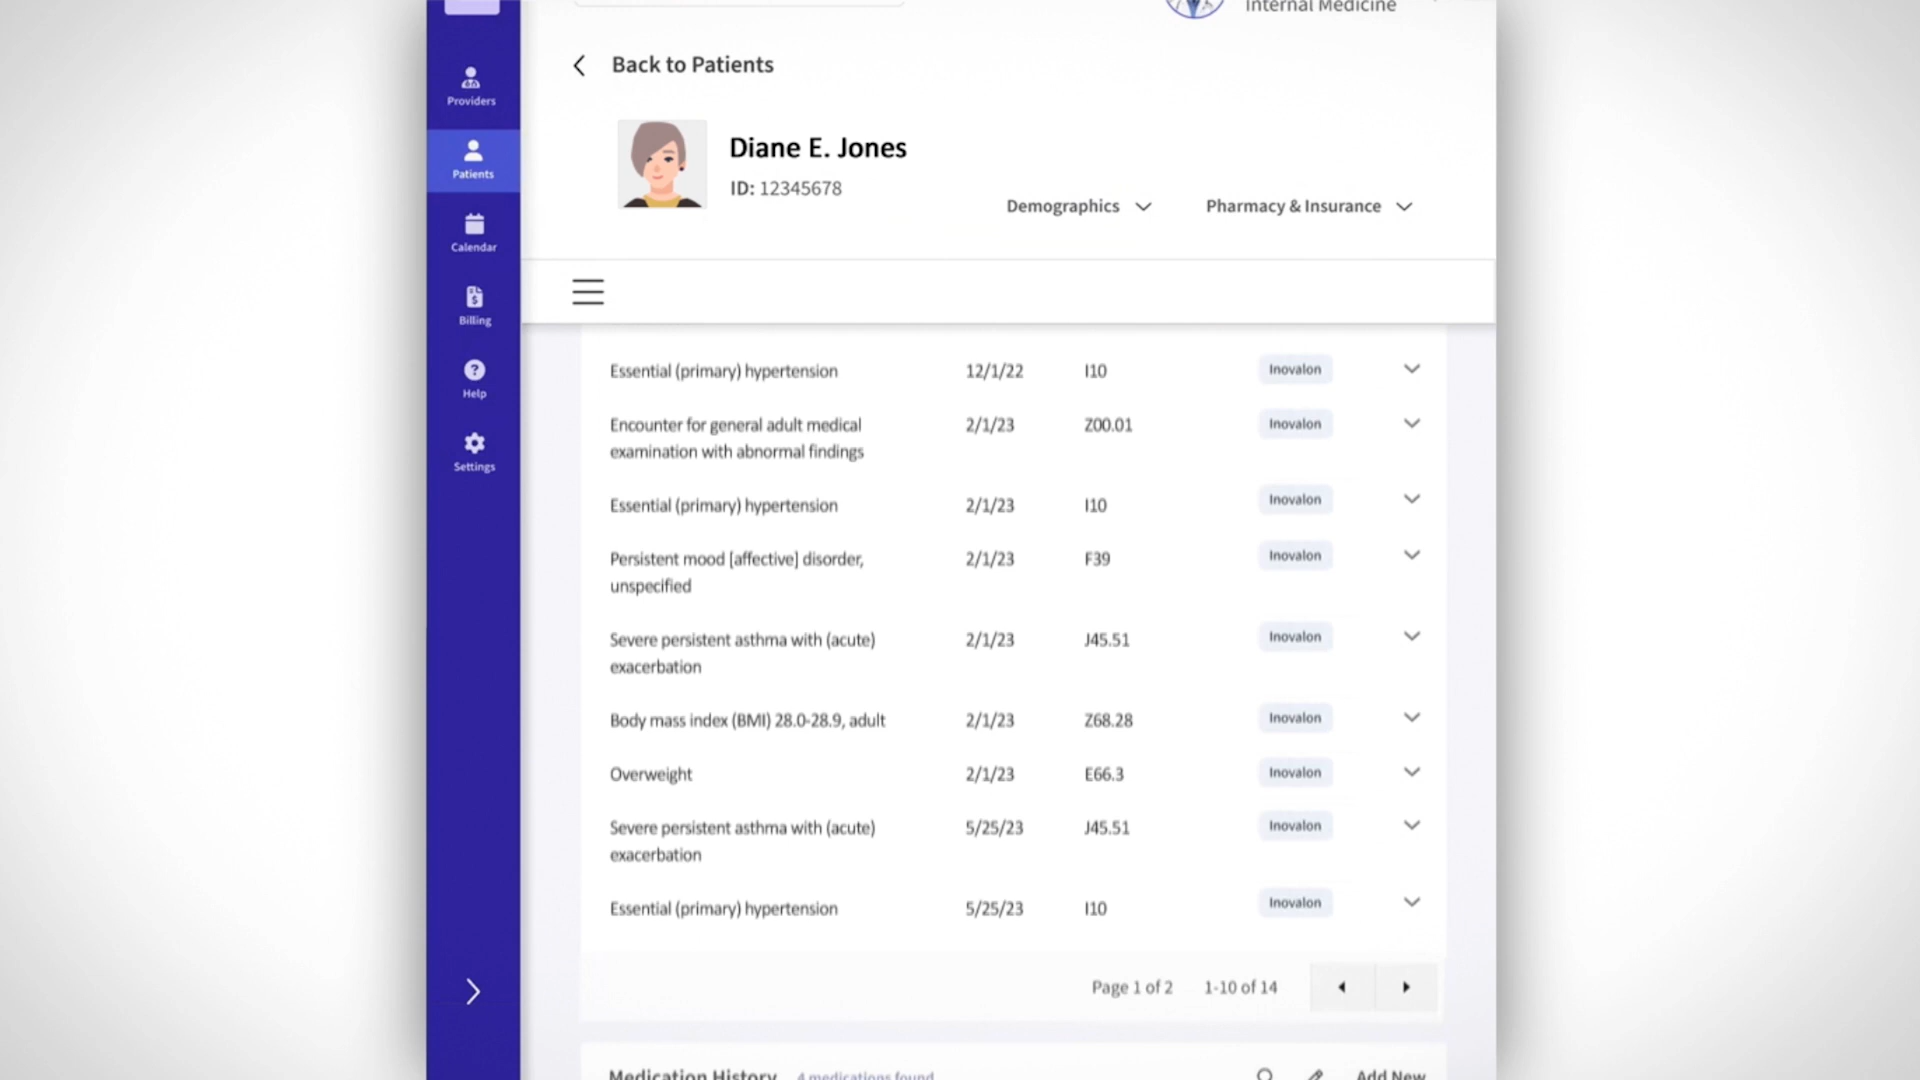 Internal Medicine
Back to Patients
Providers
Diane E. Jones
Patients
ID: 12345678
Demographics
Pharmacy & Insurance
Calendar
Billing
Help
Settings
Essential (primary) hypertension 12/1/22 I10 Inovalon
Encounter for general adult medical 2/1/23 Z00.01 Inovalon
examination with abnormal findings
Essential (primary) hypertension 2/1/23 I10 Inovalon
Persistent mood [affective] disorder, 2/1/23 F39 Inovalon
unspecified
Severe persistent asthma with (acute) 2/1/23 J45.51 Inovalon
exacerbation
Body mass index (BMI) 28.0-28.9, adult 2/1/23 Z68.28 Inovalon
Overweight 2/1/23 E66.3 Inovalon
Severe persistent asthma with (acute) 5/25/23 J45.51 Inovalon
exacerbation
Essential (primary) hypertension 5/25/23 I10 Inovalon
Page 1 of 2 1-10 of 14
Medication History 4 medications found Add New